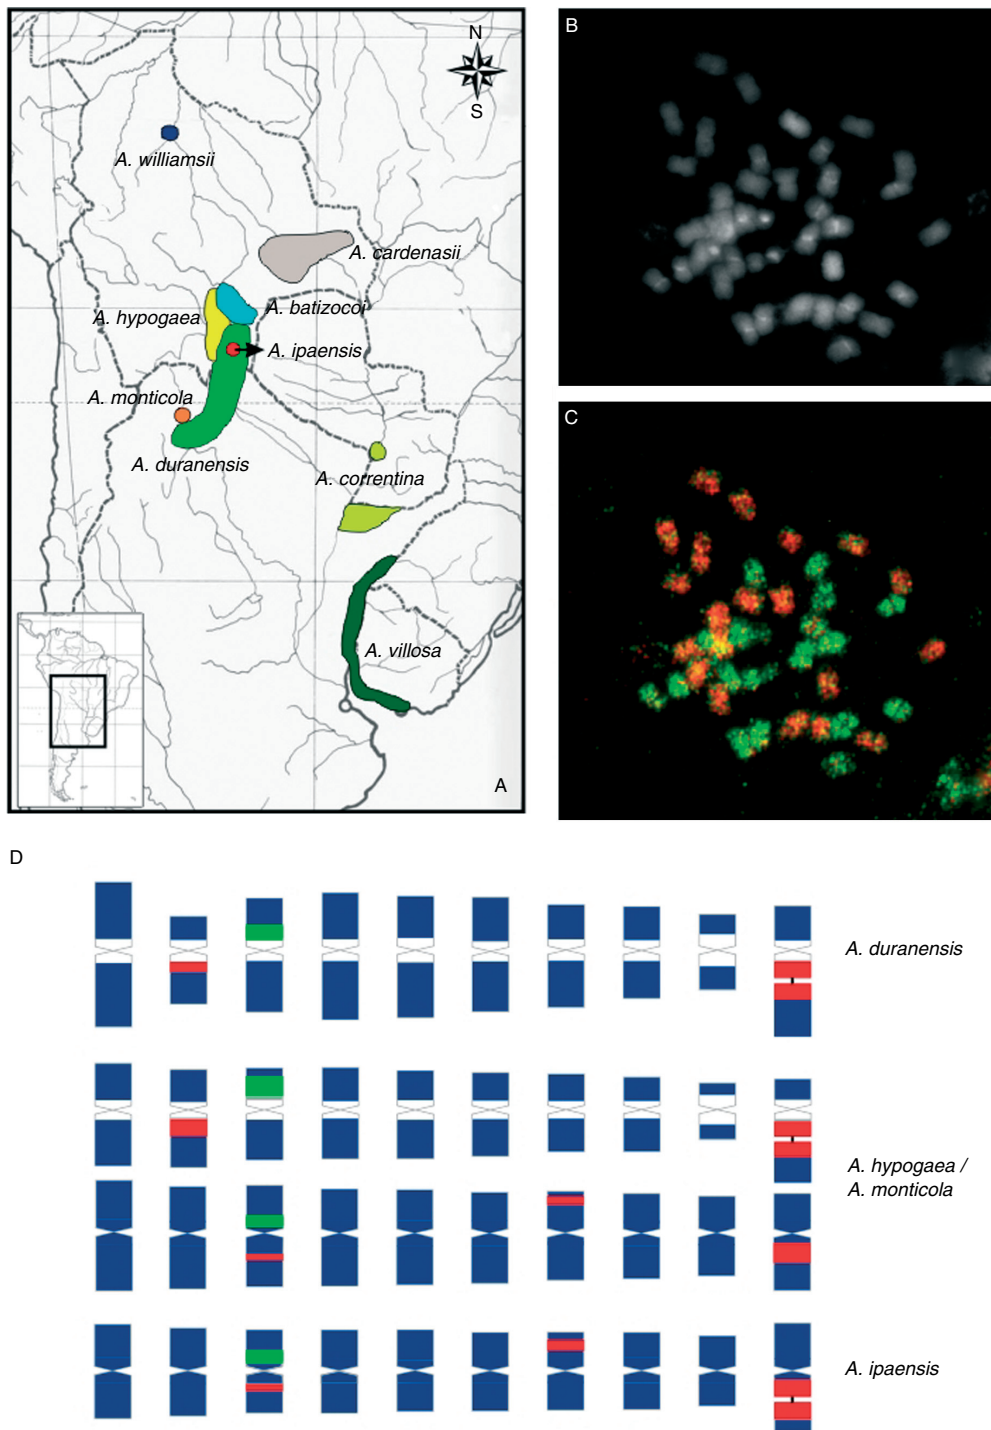 N
S
A. williamsii
A. cardenasii
A. batizocoi
A. hypogaea
A. ipaensis
A. monticola
A. duranensis
A. correntina
A. villosa
A
B
C
D
A. duranensis
A. hypogaea /
A. monticola
A. ipaensis